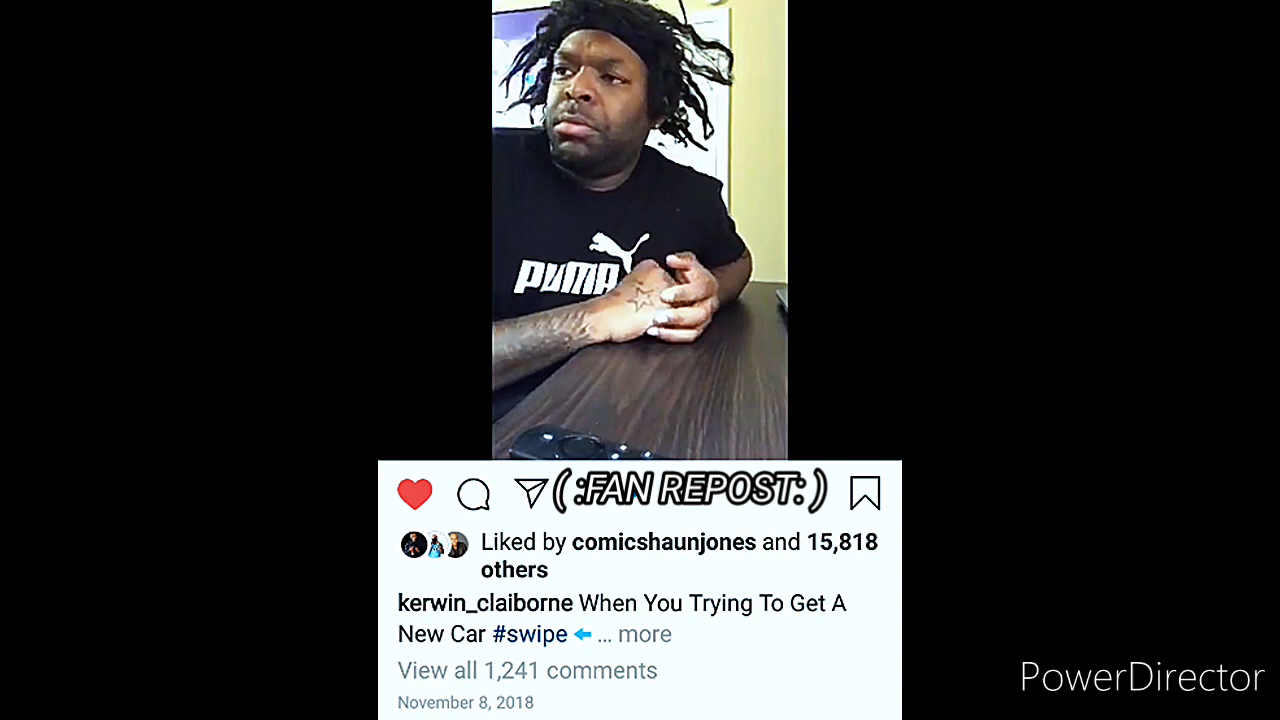 PUMA
( :FAN REPOST: )
Liked by comicshaunjones and 15,818
others
kerwin_claiborne When You Trying To Get A
New Car #swipe ... more
View all 1,241 comments
November 8, 2018
PowerDirector